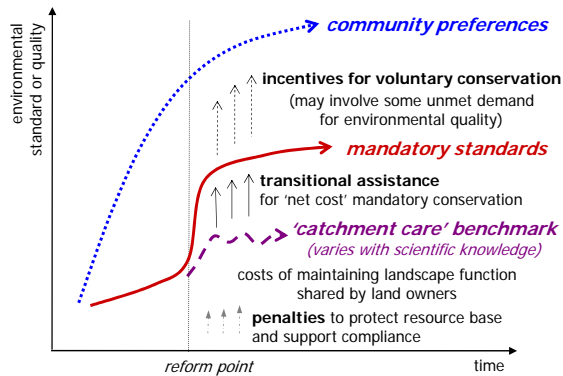 community preferences
environmental
standard or quality
incentives for voluntary conservation
(may involve some unmet demand
for environmental quality)
mandatory standards
transitional assistance
for 'net cost' mandatory conservation
'catchment care' benchmark
(varies with scientific knowledge)
costs of maintaining landscape function
shared by land owners
penalties to protect resource base
and support compliance
reform point
time